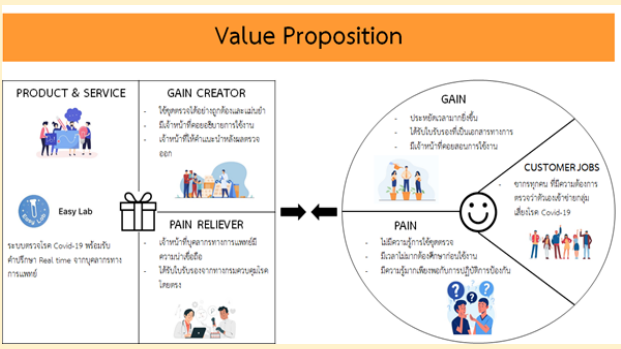 Value Proposition
PRODUCT & SERVICE
Easy Lab
Easy Lab
ระบบตรวจโรค Covid-19 พร้อมรับ
คำปรึกษา Real time จากบุคลากรทาง
การแพทย์
GAIN CREATOR
- ใช้ชุดตรวจได้อย่างถูกต้องและแม่นยำ
- มีเจ้าหน้าที่คอยอธิบายการใช้งาน
- เจ้าหน้าที่ให้คำแนะนำหลังผลตรวจ
ออก
PAIN RELIEVER
- เจ้าหน้าที่บุคลากรทางการแพทย์มี
ความน่าเชื่อถือ
- ได้รับใบรับรองจากทางกรมควบคุมโรค
โดยตรง
GAIN
- ประหยัดเวลามากยิ่งขึ้น
- ได้รับใบรับรองที่เป็นเอกสารทางการ
- มีเจ้าหน้าที่คอยสอนการใช้งาน
CUSTOMER JOBS
- ทุกคน ที่มีความต้องการ
ตรวจว่าตัวเองเข้าข่ายกลุ่ม
เสี่ยงโรค Covid-19
PAIN
- ไม่มีความรู้การใช้ชุดตรวจ
- มีเวลาไม่มากต้องศึกษาก่อนใช้งาน
- มีความรู้มากเพียงพอกับการปฏิบัติการป้องกัน